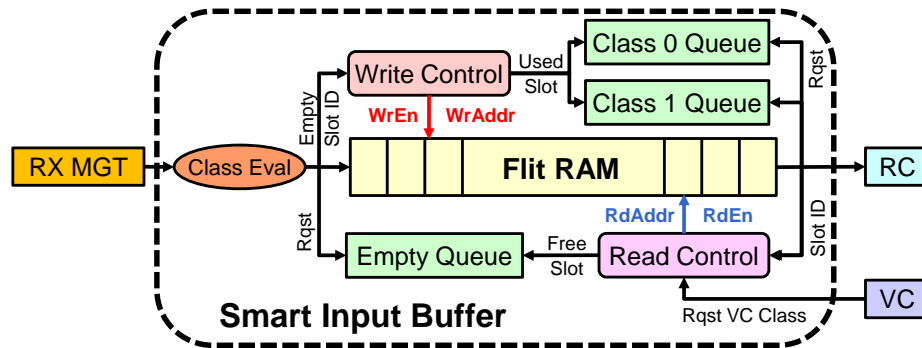 Class 0 Queue
Write Control
Used
Slot
Rqst
Class 1 Queue
Empty
Slot ID
WrEn WrAddr
RX MGT
Class Eval
Flit RAM
RC
RdAddr RdEn
Rqst
Slot ID
Empty Queue
Free
Slot
Read Control
VC
Rqst VC Class
Smart Input Buffer